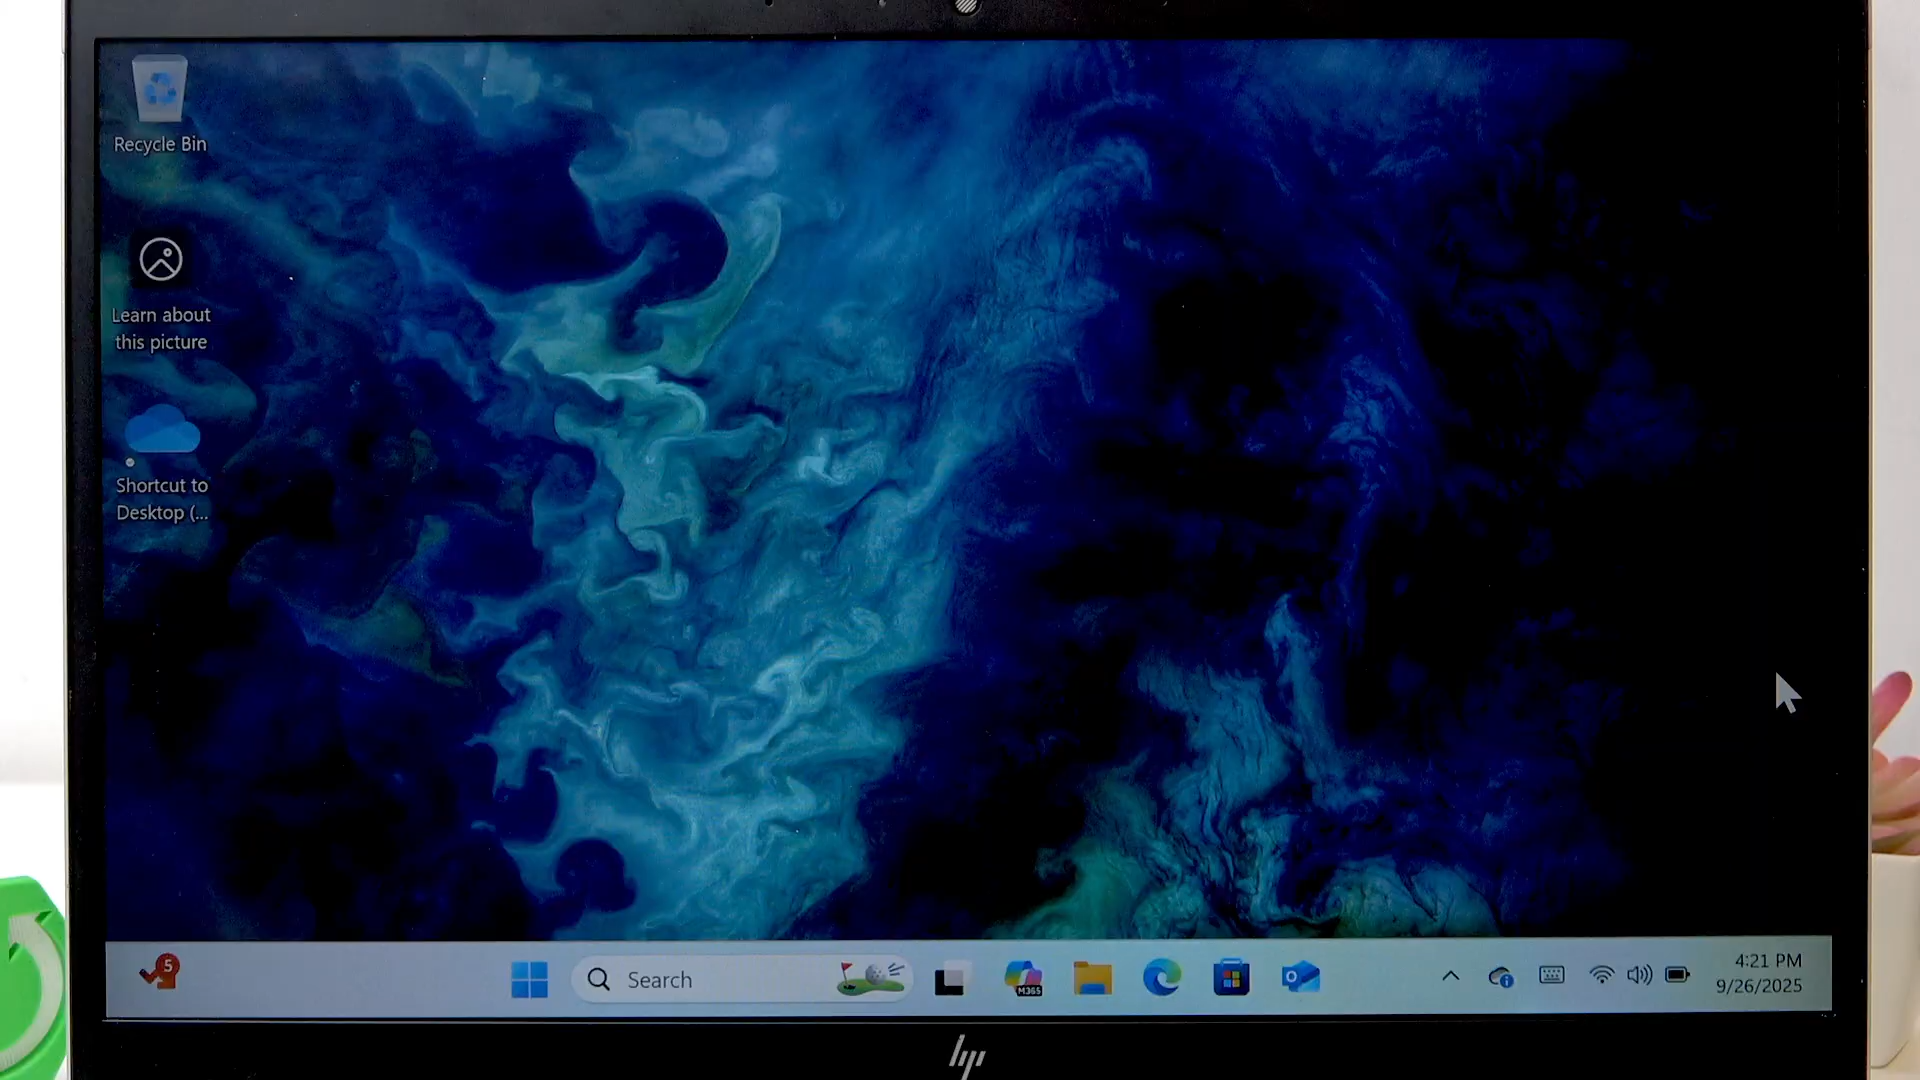 Recycle Bin
Learn about
this picture
Shortcut to
Desktop (...
5
Search
M365
4:21 PM
9/26/2025
hp